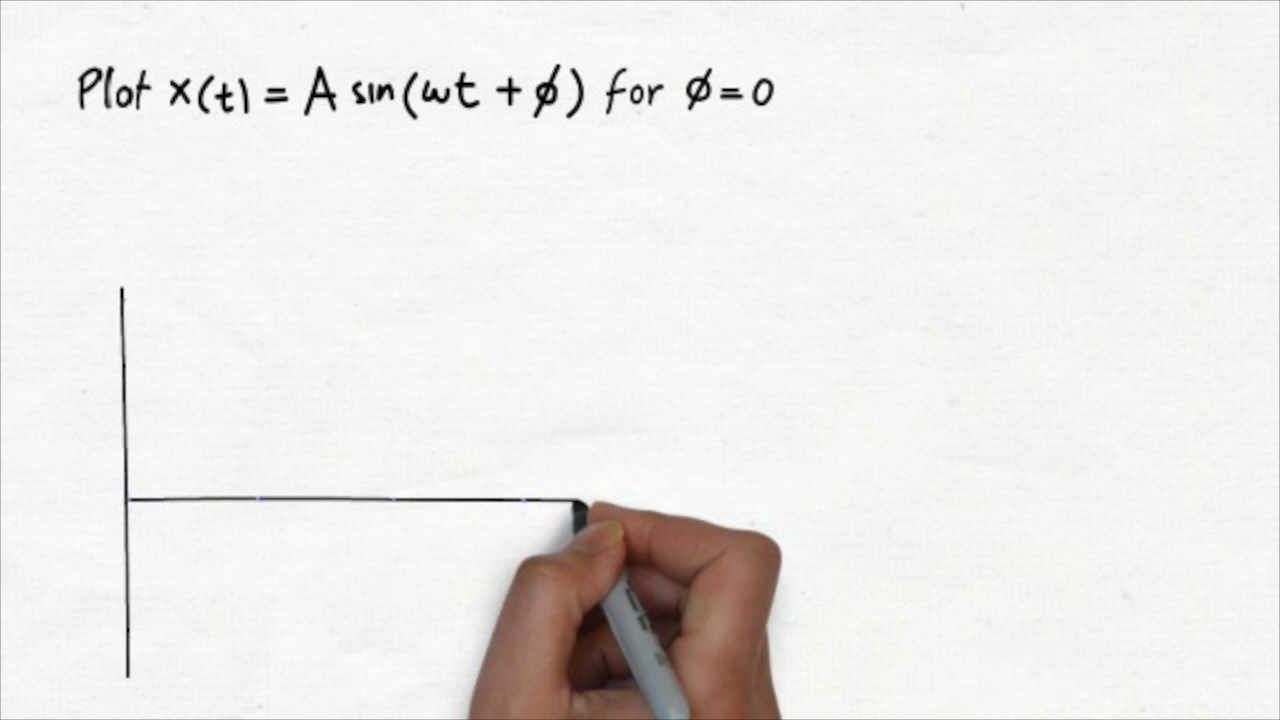 Plot x(t) = A sin(ωt + ϕ) for ϕ = 0